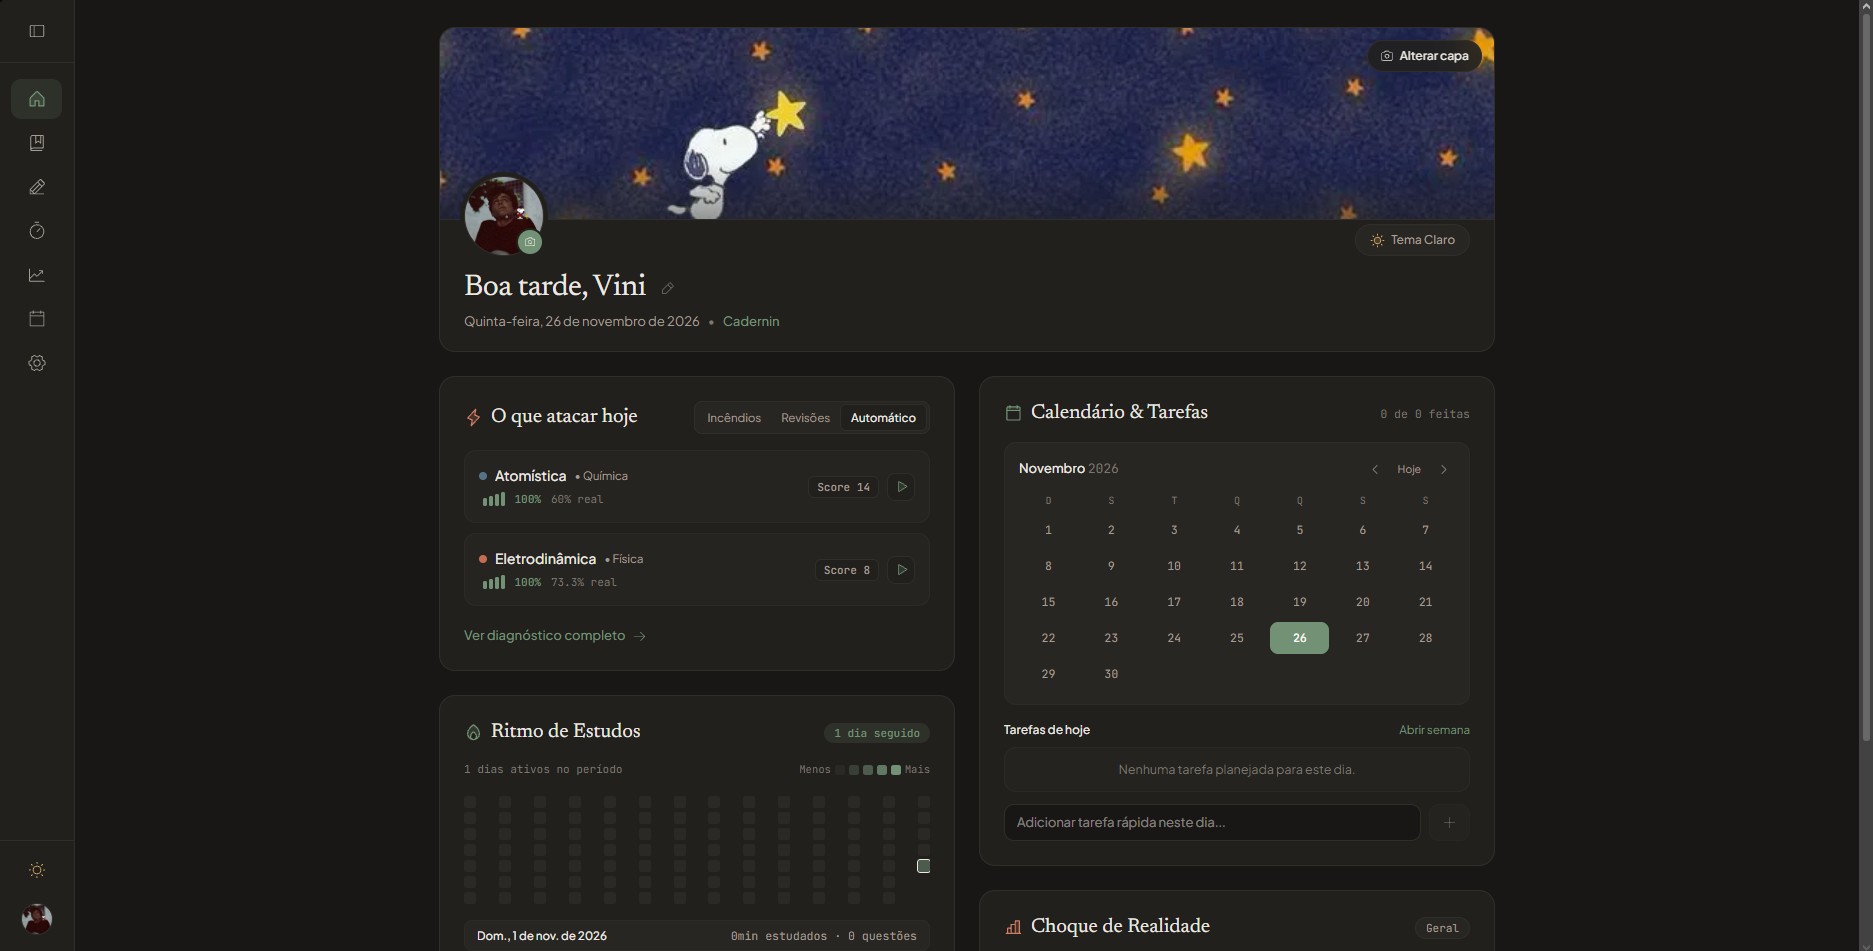 Alterar capa
Tema Claro
Boa tarde, Vini
Quinta-feira, 26 de novembro de 2026 • Cadernin
O que atacar hoje
Incêndios Revisões Automático
Atomística • Química
100% 60% real
Score 14
Eletrodinâmica • Física
100% 73.3% real
Score 8
Ver diagnóstico completo →
Ritmo de Estudos
1 dia seguido
1 dias ativos no período
Menos Mais
Dom., 1 de nov. de 2026
0min estudados · 0 questões
Calendário & Tarefas
0 de 0 feitas
Novembro 2026
Hoje
D S T Q Q S S
1 2 3 4 5 6 7
8 9 10 11 12 13 14
15 16 17 18 19 20 21
22 23 24 25 26 27 28
29 30
Tarefas de hoje
Abrir semana
Nenhuma tarefa planejada para este dia.
Adicionar tarefa rápida neste dia...
Choque de Realidade
Geral